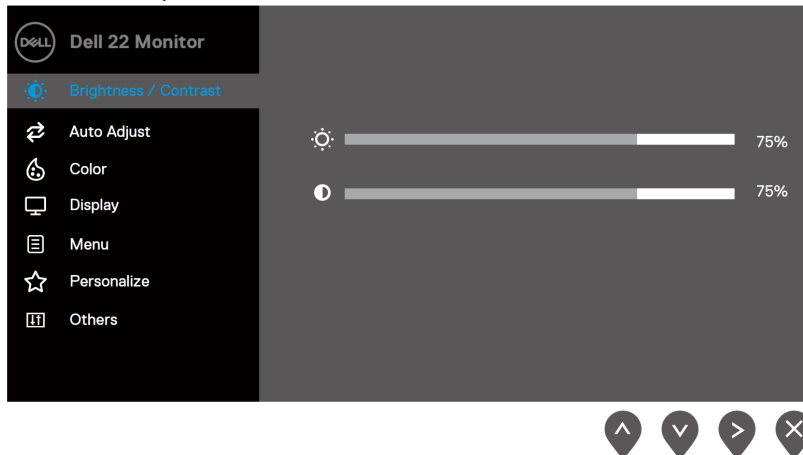 DELL
Dell 22 Monitor
Brightness / Contrast
Auto Adjust
75%
Color
75%
Display
Menu
Personalize
Others